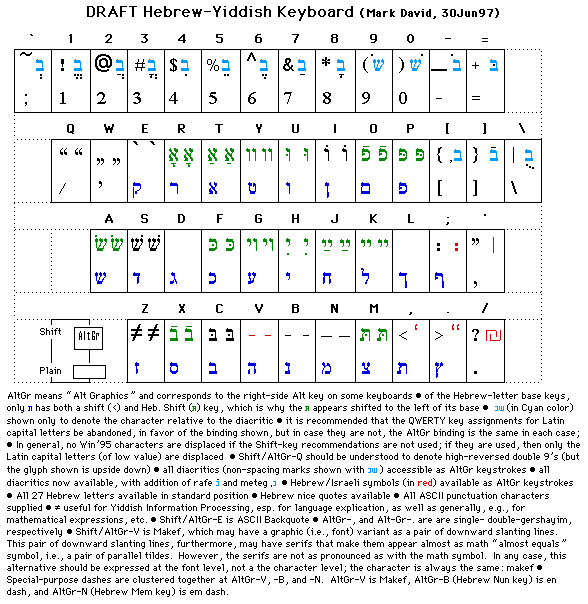 DRAFT Hebrew-Yiddish Keyboard (Mark David, 30Jun97)
` 1 2 3 4 5 6 7 8 9 0 - =
~ ! @ # $ % ^ & * ( ) _ +
; 1 2 3 4 5 6 7 8 9 0 - =
Q W E R T Y U I O P [ ] \
“ “ „ „ ` ` אָ אָ אַ אַ וו וו וּ וּ וֹ וֹ פֿ פֿ פּ פּ { } |
/ ’ ק ר א ט ו ן ם פ [ ] \
A S D F G H J K L ; '
שׂ שׂ שׁ שׁ כּ כּ וי וי יִ יִ ײַ ײַ יי יי : : ” |
ש ד ג כ ע י ח ל ך ף ,
Z X C V B N M , . /
≠ ≠ בֿ בֿ בּ בּ – – – – — — תּ תּ < ‘ > “ ? ₪
ז ס ב ה נ מ צ ת ץ .
Shift AltGr
Plain
AltGr means “Alt Graphics” and corresponds to the right-side Alt key on some keyboards ● of the Hebrew-letter base keys,
only ת has both a shift (<) and Heb. Shift (תּ) key, which is why the תּ appears shifted to the left of its base ● שב (in Cyan color)
shown only to denote the character relative to the diacritic ● it is recommended that the QWERTY key assignments for Latin
capital letters be abandoned, in favor of the binding shown, but in case they are not, the AltGr binding is the same in each case;
● In general, no Win'95 characters are displaced if the Shift-key recommendations are not used; if they are used, then only the
Latin capital letters (of low value) are displaced ● Shift/AltGr-Q should be understood to denote high-reversed double 9's (but
the glyph shown is upside down) ● all diacritics (non-spacing marks shown with שב) accessible as AltGr keystrokes ● all
diacritics now available, with addition of rafe בֿ and meteg ב ● Hebrew/Israeli symbols (in red) available as AltGr keystrokes
● All 27 Hebrew letters available in standard position ● Hebrew nice quotes available ● All ASCII punctuation characters
supplied ● ≠ useful for Yiddish Information Processing, esp. for language explication, as well as generally, e.g., for
mathematical expressions, etc. ● Shift/AltGr-E is ASCII Backquote ● AltGr-, and Alt-Gr-. are are single- double-gershayim,
respectively ● Shift/AltGr-V is Makef, which may have a graphic (i.e., font) variant as a pair of downward slanting lines.
This pair of downward slanting lines, furthermore, may have serifs that make them appear almost as math “almost equals”
symbol, i.e., a pair of parallel tildes. However, the serifs are not as pronounced as with the math symbol. In any case, this
alternative should be expressed at the font level, not a the character level; the character is always the same: makef ●
Special-purpose dashes are clustered together at AltGr-V, -B, and -N. AltGr-V is Makef, AltGr-B (Hebrew Nun key) is en
dash, and AltGr-N (Hebrew Mem key) is em dash.